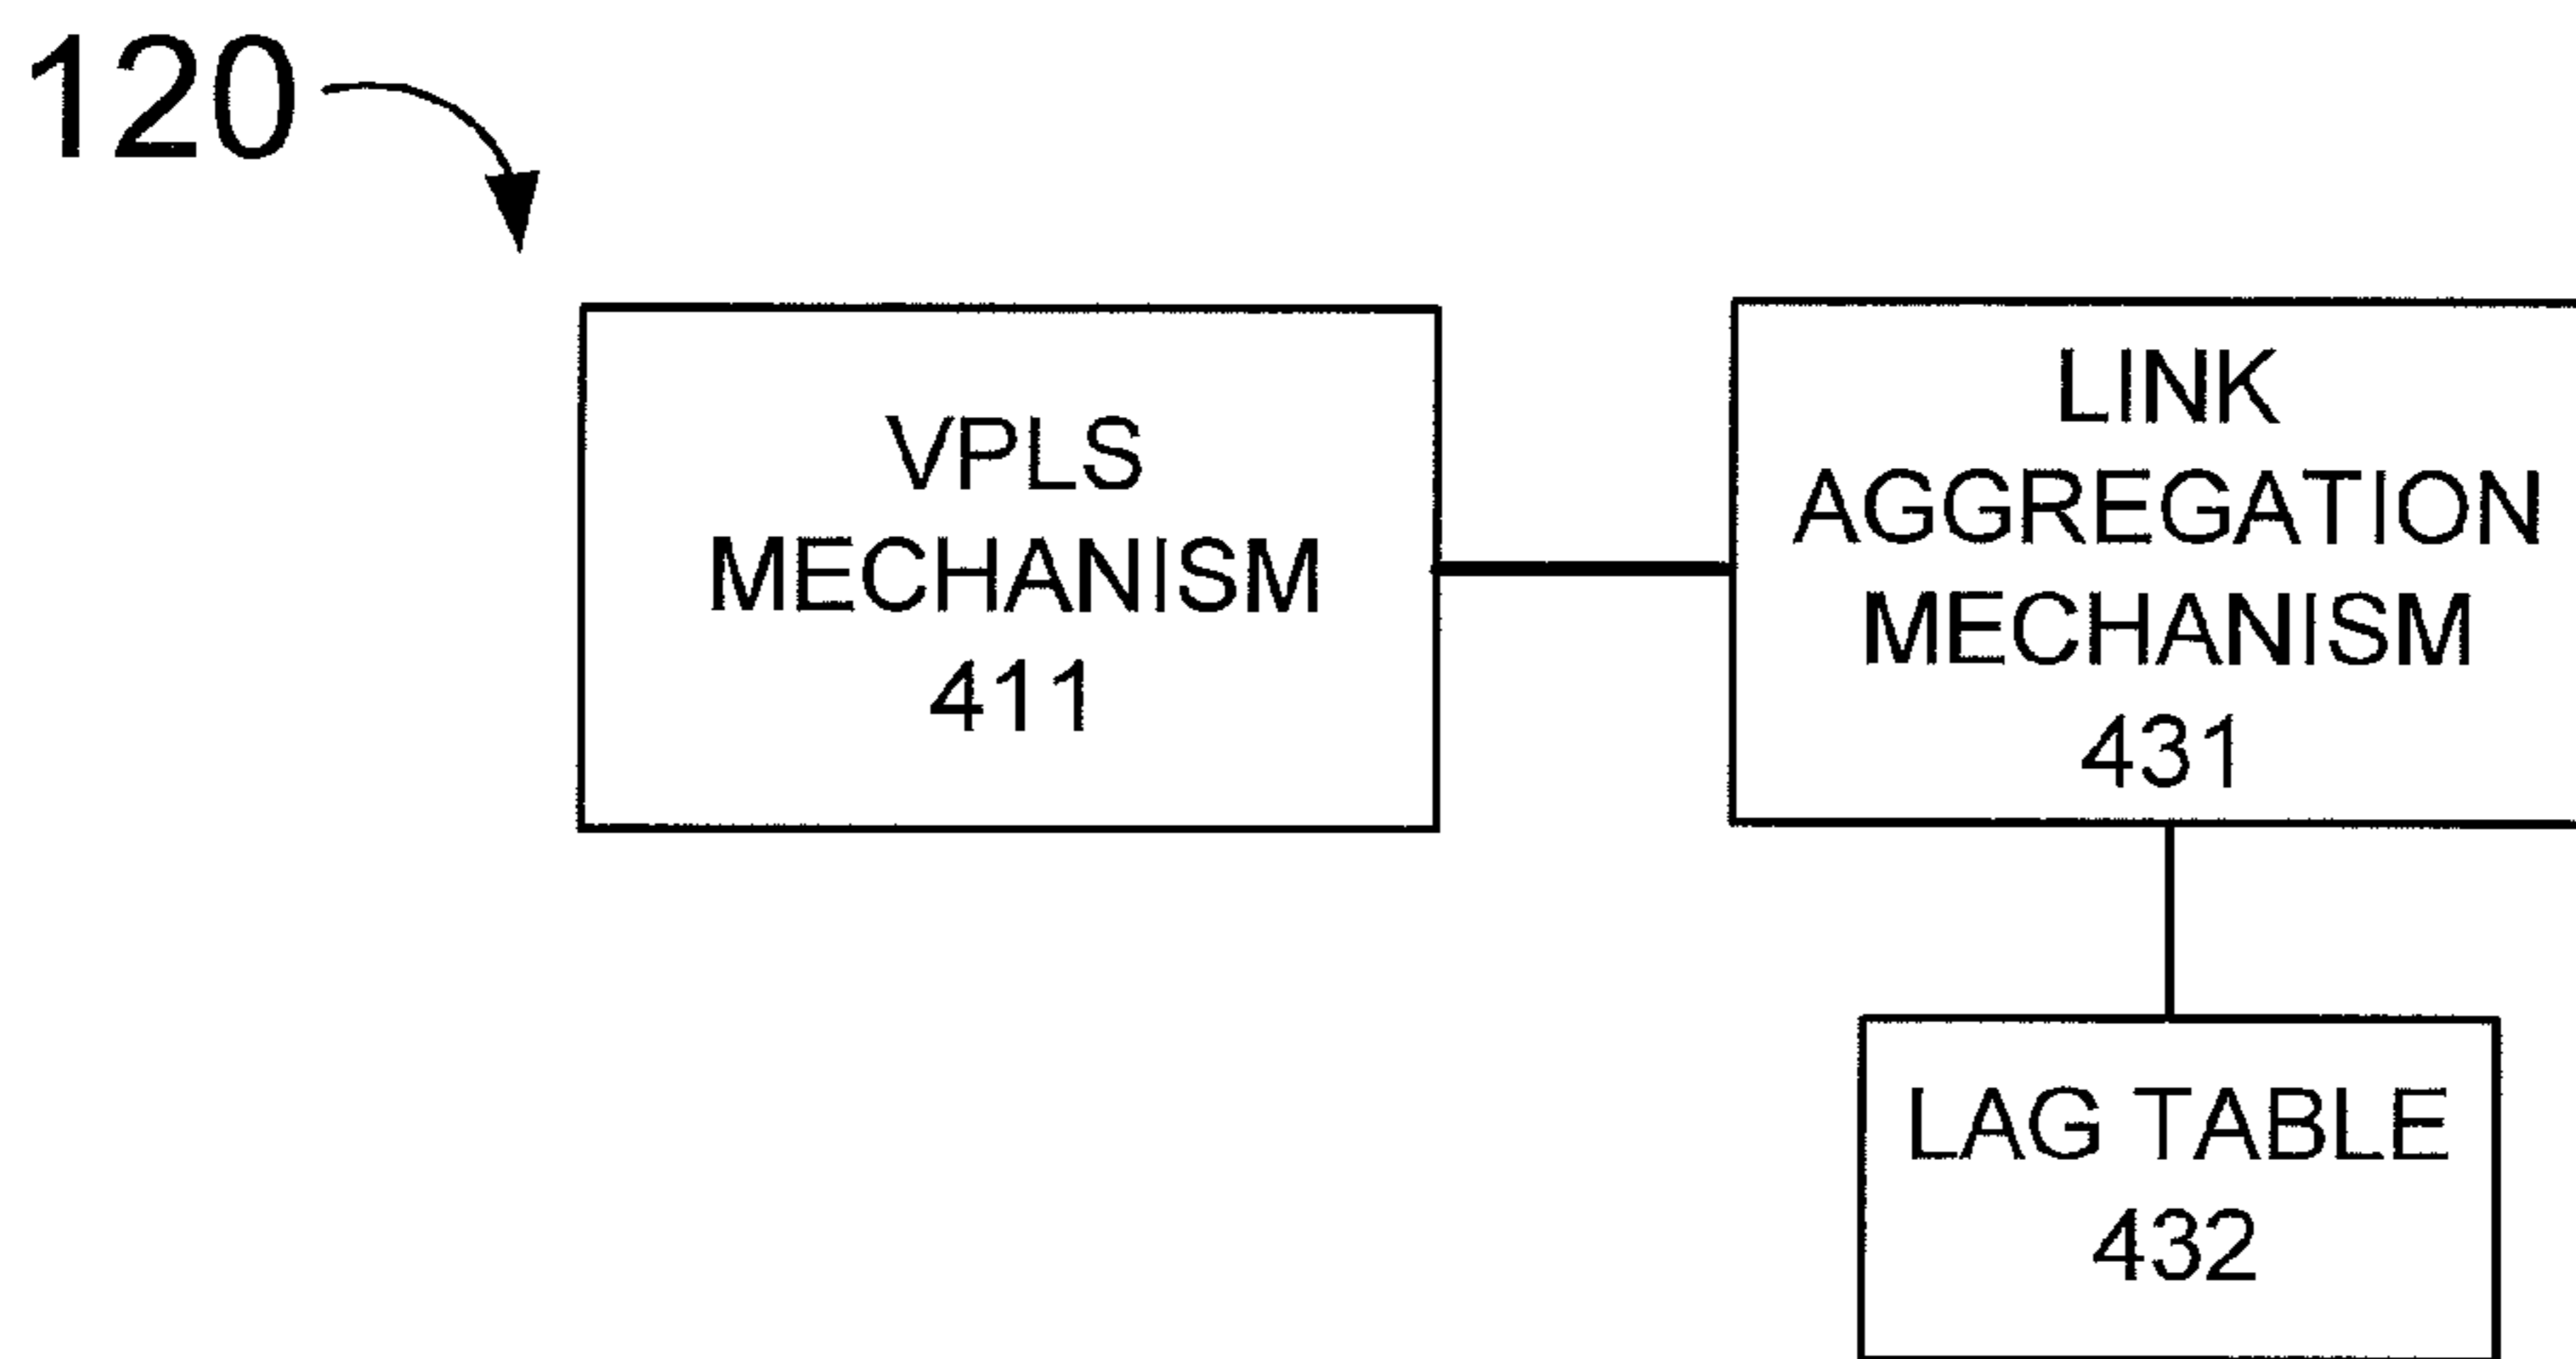 120
VPLS
MECHANISM
411
LINK
AGGREGATION
MECHANISM
431
LAG TABLE
432